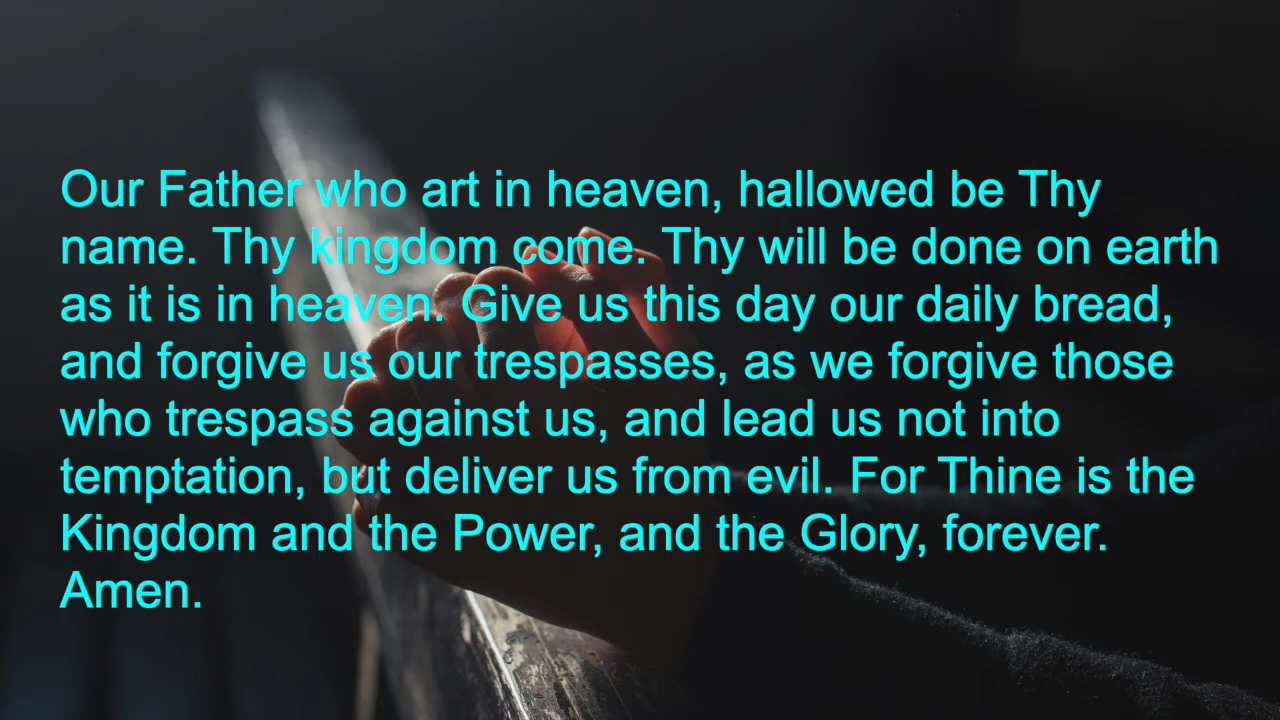 Our Father who art in heaven, hallowed be Thy
name. Thy kingdom come. Thy will be done on earth
as it is in heaven. Give us this day our daily bread,
and forgive us our trespasses, as we forgive those
who trespass against us, and lead us not into
temptation, but deliver us from evil. For Thine is the
Kingdom and the Power, and the Glory, forever.
Amen.